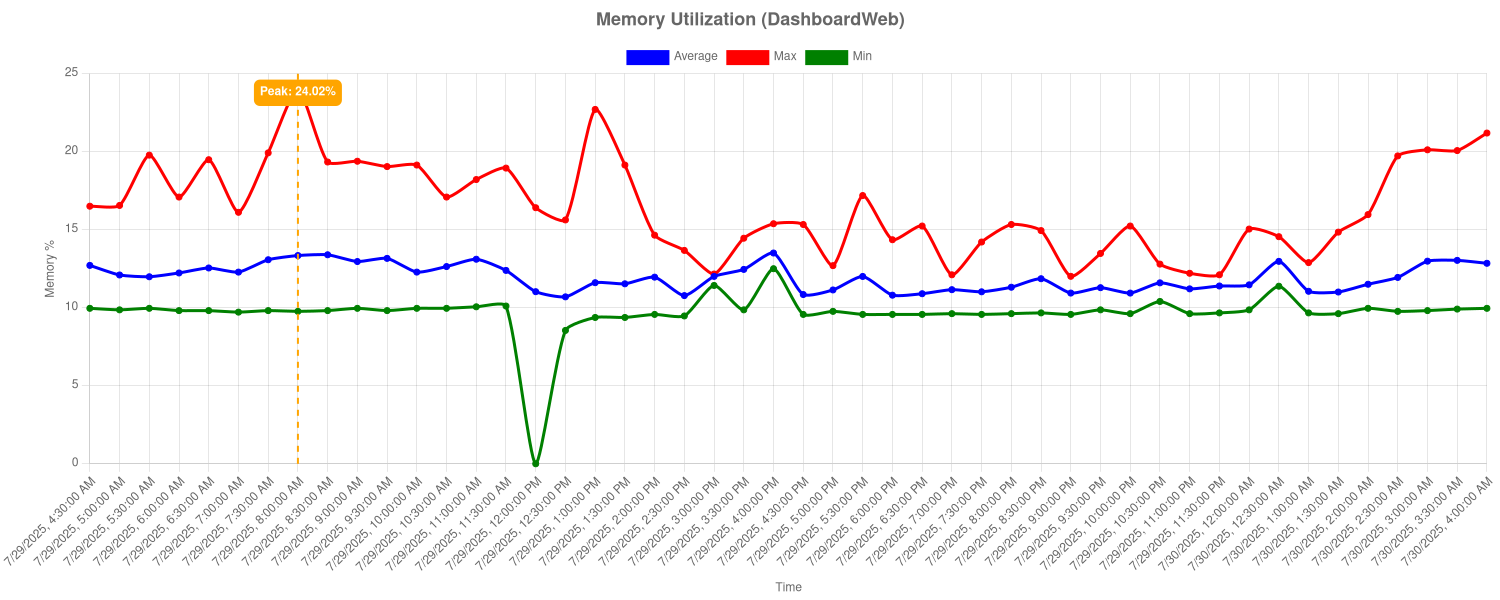 Memory Utilization (DashboardWeb)
Average
Max
Min
25
20
15
10
5
0
Memory %
Peak: 24.02%
7/29/2025, 4:30:00 AM
7/29/2025, 5:00:00 AM
7/29/2025, 5:30:00 AM
7/29/2025, 6:00:00 AM
7/29/2025, 6:30:00 AM
7/29/2025, 7:00:00 AM
7/29/2025, 7:30:00 AM
7/29/2025, 8:00:00 AM
7/29/2025, 8:30:00 AM
7/29/2025, 9:00:00 AM
7/29/2025, 9:30:00 AM
7/29/2025, 10:00:00 AM
7/29/2025, 10:30:00 AM
7/29/2025, 11:00:00 AM
7/29/2025, 11:30:00 AM
7/29/2025, 12:00:00 PM
7/29/2025, 12:30:00 PM
7/29/2025, 1:00:00 PM
7/29/2025, 1:30:00 PM
7/29/2025, 2:00:00 PM
7/29/2025, 2:30:00 PM
7/29/2025, 3:00:00 PM
7/29/2025, 3:30:00 PM
7/29/2025, 4:00:00 PM
7/29/2025, 4:30:00 PM
7/29/2025, 5:00:00 PM
7/29/2025, 5:30:00 PM
7/29/2025, 6:00:00 PM
7/29/2025, 6:30:00 PM
7/29/2025, 7:00:00 PM
7/29/2025, 7:30:00 PM
7/29/2025, 8:00:00 PM
7/29/2025, 8:30:00 PM
7/29/2025, 9:00:00 PM
7/29/2025, 9:30:00 PM
7/29/2025, 10:00:00 PM
7/29/2025, 10:30:00 PM
7/29/2025, 11:00:00 PM
7/29/2025, 11:30:00 PM
7/30/2025, 12:00:00 AM
7/30/2025, 12:30:00 AM
7/30/2025, 1:00:00 AM
7/30/2025, 1:30:00 AM
7/30/2025, 2:00:00 AM
7/30/2025, 2:30:00 AM
7/30/2025, 3:00:00 AM
7/30/2025, 3:30:00 AM
7/30/2025, 4:00:00 AM
Time